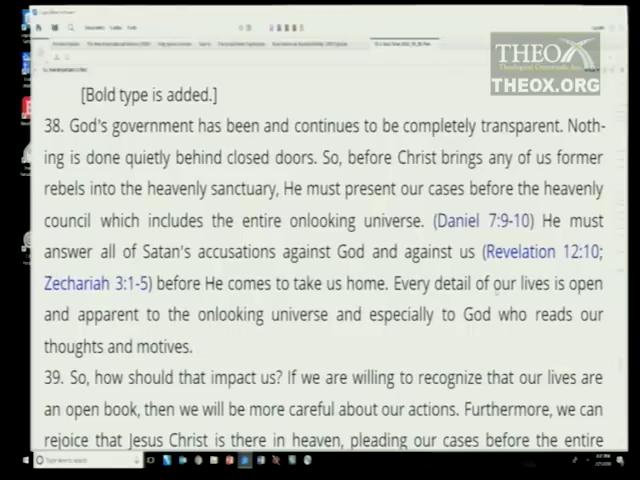 THEOX
THEOX.ORG
[Bold type is added.]
38. God's government has been and continues to be completely transparent. Noth-
ing is done quietly behind closed doors. So, before Christ brings any of us former
rebels into the heavenly sanctuary, He must present our cases before the heavenly
council which includes the entire onlooking universe. (Daniel 7:9-10) He must
answer all of Satan's accusations against God and against us (Revelation 12:10;
Zechariah 3:1-5) before He comes to take us home. Every detail of our lives is open
and apparent to the onlooking universe and especially to God who reads our
thoughts and motives.
39. So, how should that impact us? If we are willing to recognize that our lives are
an open book, then we will be more careful about our actions. Furthermore, we can
rejoice that Jesus Christ is there in heaven, pleading our cases before the entire